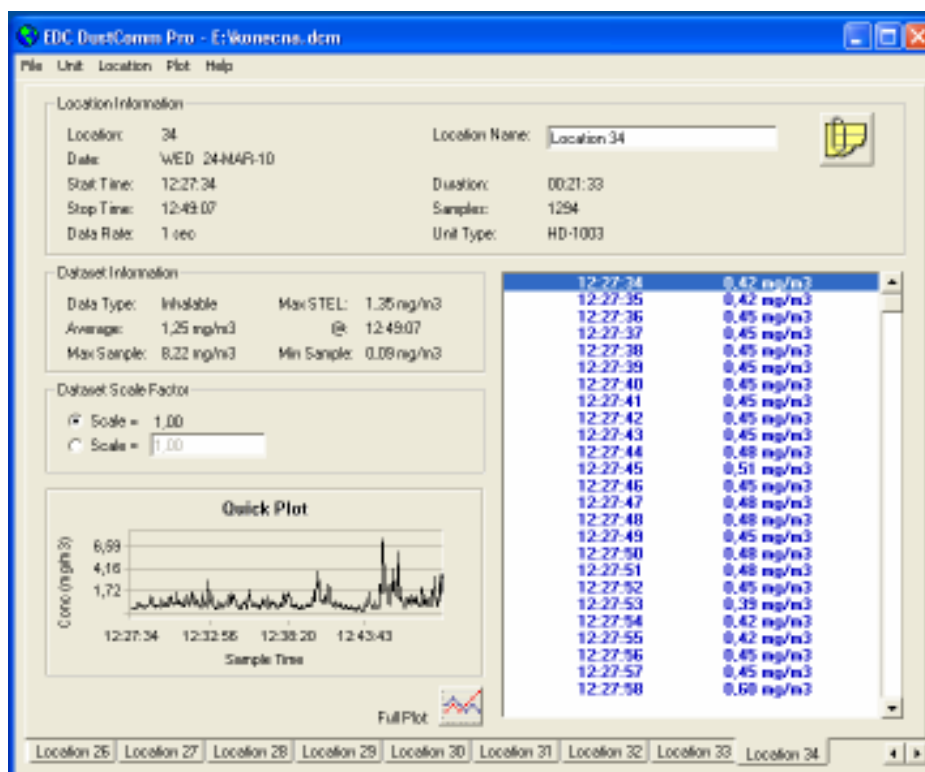 EDC DustComm Pro - E:\konecna.dcm
File Unit Location Plot Help
Location Information
Location: 34 Location Name: Location 34
Date: WED 24-MAR-10
Start Time: 12:27:34 Duration: 00:21:33
Stop Time: 12:49:07 Samples: 1294
Data Rate: 1 sec Unit Type: HD-1003
Dataset Information
Data Type: Inhalable Max STEL: 1,35 mg/m3
Average: 1,25 mg/m3 @ 12:49:07
Max Sample: 8,22 mg/m3 Min Sample: 0,09 mg/m3
Dataset Scale Factor
Scale = 1,00
Scale = 1,00
Quick Plot
Conc (mg/m3)
6,59
4,16
1,72
12:27:34 12:32:56 12:38:20 12:43:43
Sample Time
Full Plot
12:27:34 0,42 mg/m3
12:27:35 0,42 mg/m3
12:27:36 0,45 mg/m3
12:27:37 0,45 mg/m3
12:27:38 0,45 mg/m3
12:27:39 0,45 mg/m3
12:27:40 0,45 mg/m3
12:27:41 0,45 mg/m3
12:27:42 0,45 mg/m3
12:27:43 0,45 mg/m3
12:27:44 0,48 mg/m3
12:27:45 0,51 mg/m3
12:27:46 0,45 mg/m3
12:27:47 0,48 mg/m3
12:27:48 0,48 mg/m3
12:27:49 0,45 mg/m3
12:27:50 0,48 mg/m3
12:27:51 0,48 mg/m3
12:27:52 0,45 mg/m3
12:27:53 0,39 mg/m3
12:27:54 0,42 mg/m3
12:27:55 0,42 mg/m3
12:27:56 0,45 mg/m3
12:27:57 0,45 mg/m3
12:27:58 0,60 mg/m3
Location 26 Location 27 Location 28 Location 29 Location 30 Location 31 Location 32 Location 33 Location 34